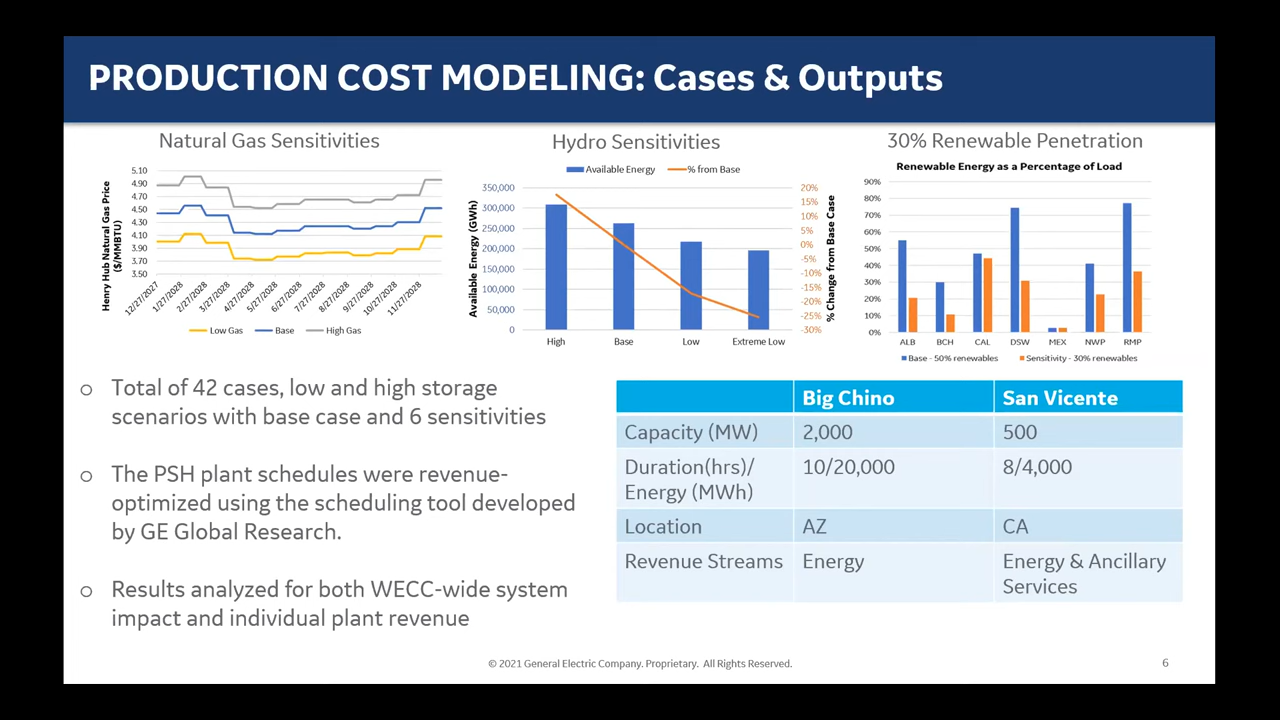 PRODUCTION COST MODELING: Cases & Outputs
Natural Gas Sensitivities
Henry Hub Natural Gas Price
($/MMBTU)
5.10
4.90
4.70
4.50
4.30
4.10
3.90
3.70
3.50
12/27/2027
1/27/2028
2/27/2028
3/27/2028
4/27/2028
5/27/2028
6/27/2028
7/27/2028
8/27/2028
9/27/2028
10/27/2028
11/27/2028
Low Gas
Base
High Gas
Hydro Sensitivities
Available Energy
% from Base
Available Energy (GWh)
350,000
300,000
250,000
200,000
150,000
100,000
50,000
0
20%
15%
10%
5%
0%
-5%
-10%
-15%
-20%
-25%
-30%
% Change from Base Case
High
Base
Low
Extreme Low
30% Renewable Penetration
Renewable Energy as a Percentage of Load
90%
80%
70%
60%
50%
40%
30%
20%
10%
0%
ALB
BCH
CAL
DSW
MEX
NWP
RMP
Base - 50% renewables
Sensitivity - 30% renewables
Total of 42 cases, low and high storage
scenarios with base case and 6 sensitivities
The PSH plant schedules were revenue-
optimized using the scheduling tool developed
by GE Global Research.
Results analyzed for both WECC-wide system
impact and individual plant revenue
Big Chino
San Vicente
Capacity (MW)
2,000
500
Duration(hrs)/
Energy (MWh)
10/20,000
8/4,000
Location
AZ
CA
Revenue Streams
Energy
Energy & Ancillary
Services
© 2021 General Electric Company. Proprietary. All Rights Reserved.
6